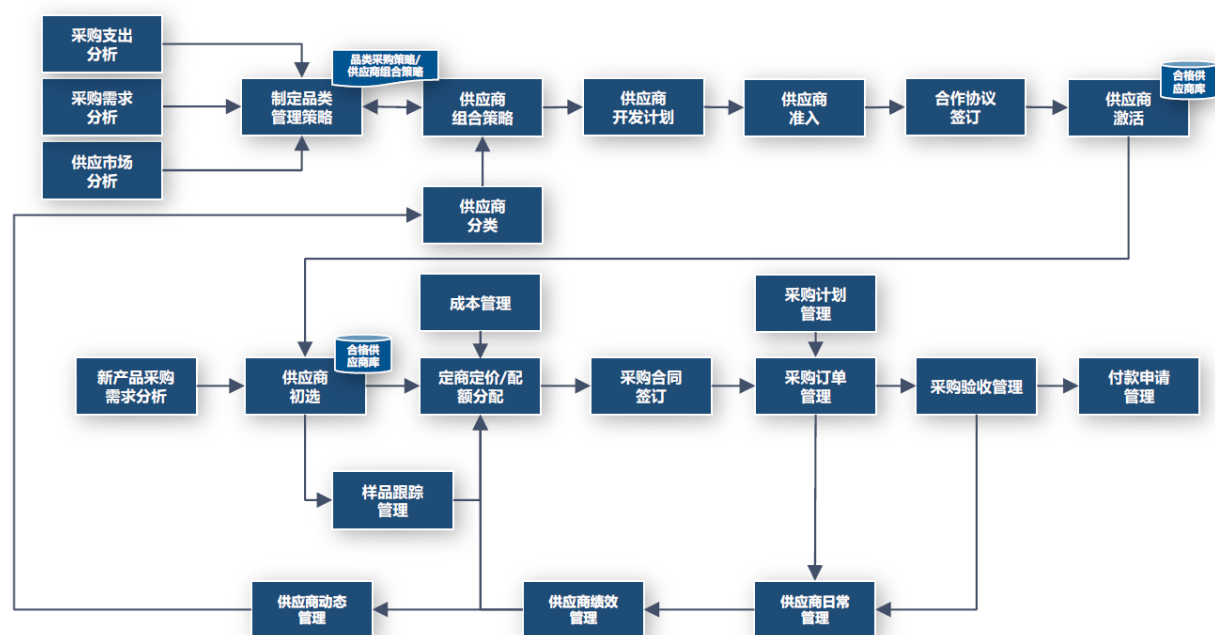 采购支出
分析
采购需求
分析
供应市场
分析
制定品类
管理策略
品类采购策略/
供应商组合策略
供应商
组合策略
供应商
开发计划
供应商
准入
合作协议
签订
供应商
激活
合格供
应商库
供应商
分类
成本管理
采购计划
管理
新产品采购
需求分析
供应商
初选
合格供
应商库
定商定价/配
额分配
采购合同
签订
采购订单
管理
采购验收管理
付款申请
管理
样品跟踪
管理
供应商动态
管理
供应商绩效
管理
供应商日常
管理